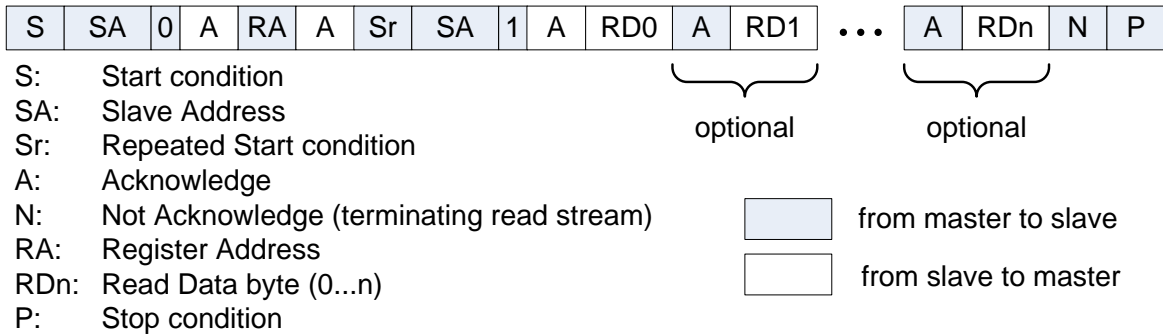 S SA 0 A RA A Sr SA 1 A RD0 A RD1 ••• A RDn N P
S: Start condition
SA: Slave Address
optional optional
Sr: Repeated Start condition
A: Acknowledge
N: Not Acknowledge (terminating read stream)
from master to slave
RA: Register Address
RDn: Read Data byte (0...n)
from slave to master
P: Stop condition